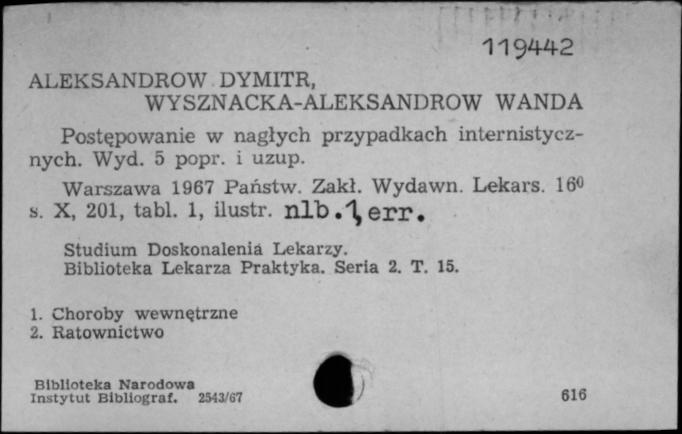 119442
ALEKSANDROW DYMITR,
WYSZNACKA-ALEKSANDROW WANDA
Postępowanie w nagłych przypadkach internistycz-
nych. Wyd. 5 popr. i uzup.
Warszawa 1967 Państw. Zakł. Wydawn. Lekars. 16⁰
s. X, 201, tabl. 1, ilustr. nlb.1, err.
Studium Doskonalenia Lekarzy.
Biblioteka Lekarza Praktyka. Seria 2. T. 15.
1. Choroby wewnętrzne
2. Ratownictwo
Biblioteka Narodowa
Instytut Bibliograf. 2543/67
616